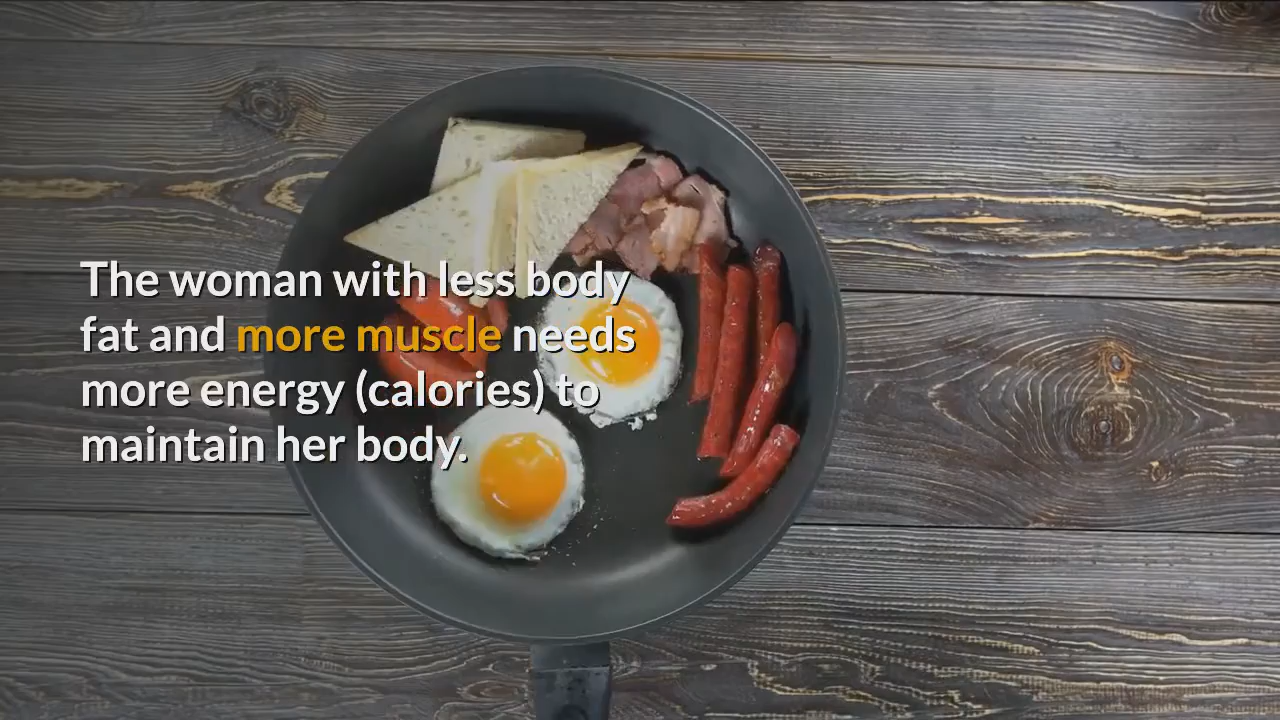 The woman with less body
fat and more muscle needs
more energy (calories) to
maintain her body.